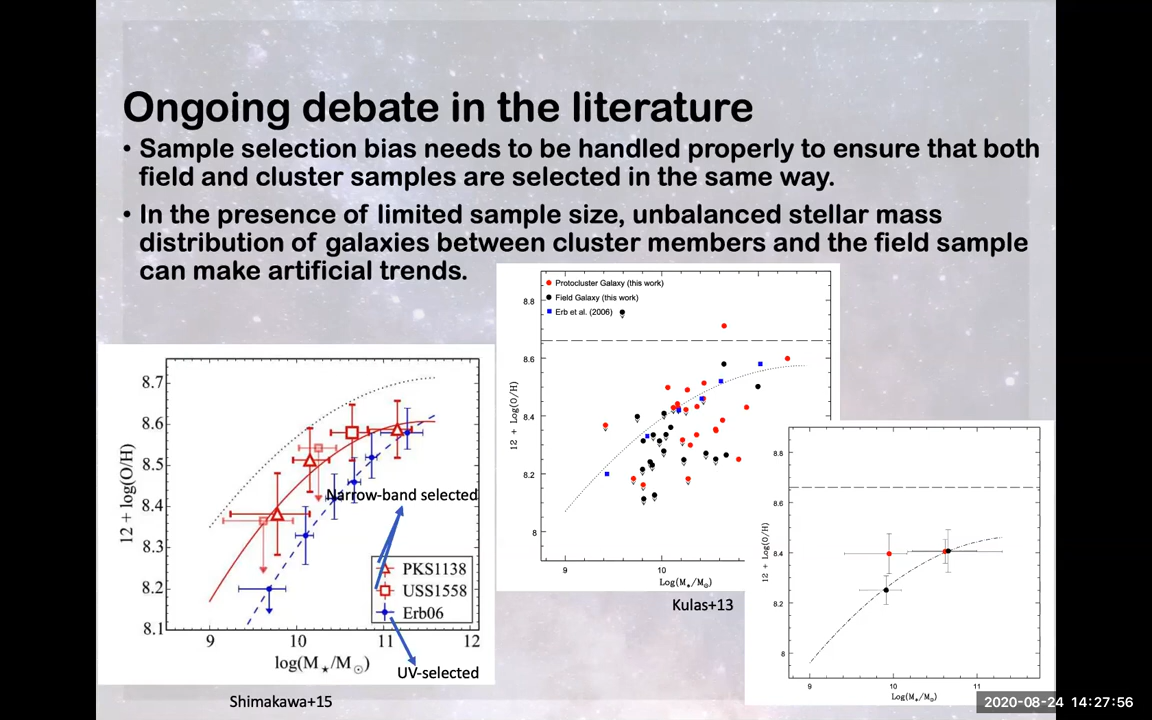 Ongoing debate in the literature
• Sample selection bias needs to be handled properly to ensure that both
field and cluster samples are selected in the same way.
• In the presence of limited sample size, unbalanced stellar mass
distribution of galaxies between cluster members and the field sample
can make artificial trends.
8.7
8.6
8.5
8.4
8.3
8.2
8.1
12 + log(O/H)
Narrow-band selected
PKS1138
USS1558
Erb06
9
10
11
12
log(M⋆/M☉)
UV-selected
Shimakawa+15
Protocluster Galaxy (this work)
Field Galaxy (this work)
Erb et al. (2006)
8.8
8.6
8.4
8.2
8
12 + Log(O/H)
9
10
Log(M*/M☉)
Kulas+13
8.8
8.6
8.4
8.2
8
12 + Log(O/H)
9
10
11
Log(M*/M☉)
2020-08-24 14:27:56